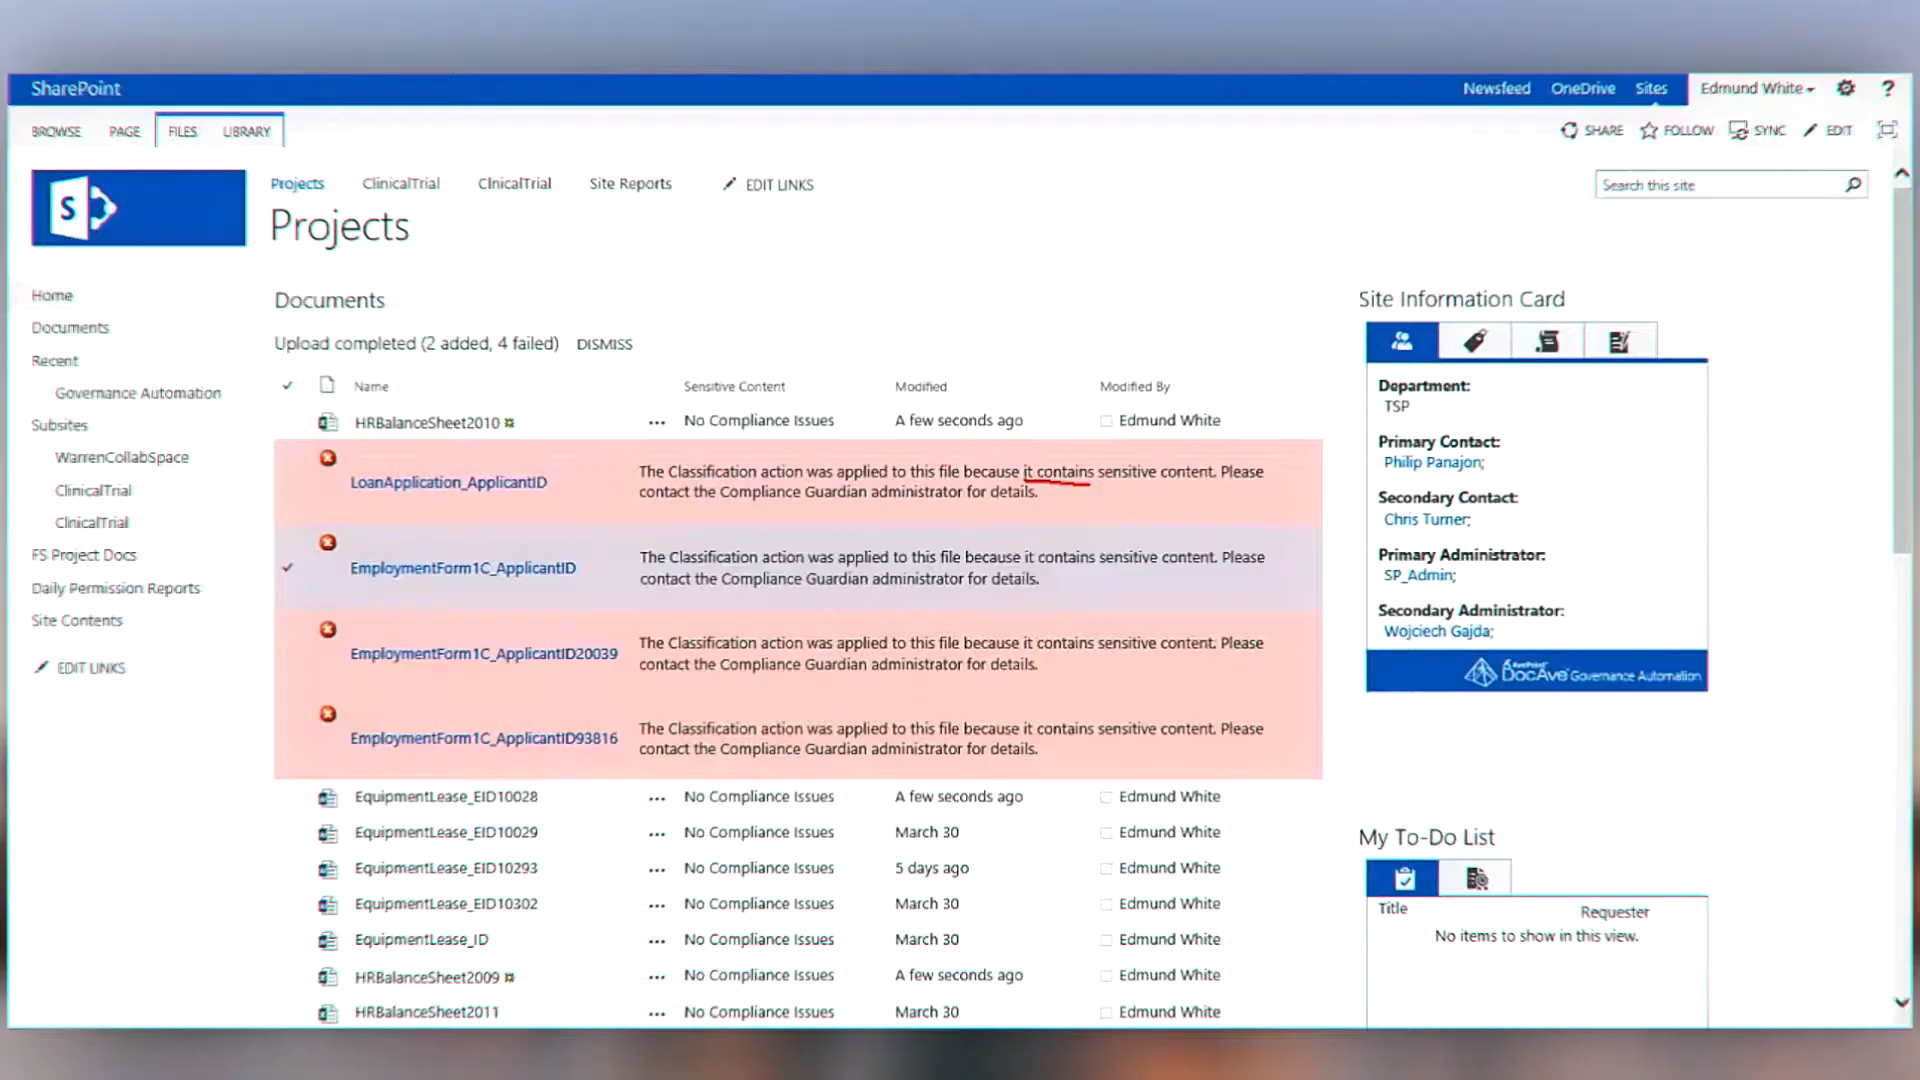 SharePoint
Newsfeed OneDrive Sites Edmund White ?
BROWSE PAGE FILES LIBRARY
SHARE FOLLOW SYNC EDIT
S
Projects ClinicalTrial ClnicalTrial Site Reports EDIT LINKS
Search this site
Projects
Home
Documents
Recent
Governance Automation
Subsites
WarrenCollabSpace
ClinicalTrial
ClnicalTrial
FS Project Docs
Daily Permission Reports
Site Contents
EDIT LINKS
Documents
Upload completed (2 added, 4 failed) DISMISS
Name Sensitive Content Modified Modified By
HRBalanceSheet2010 ... No Compliance Issues A few seconds ago Edmund White
LoanApplication_ApplicantID
The Classification action was applied to this file because it contains sensitive content. Please
contact the Compliance Guardian administrator for details.
EmploymentForm1C_ApplicantID
The Classification action was applied to this file because it contains sensitive content. Please
contact the Compliance Guardian administrator for details.
EmploymentForm1C_ApplicantID20039
The Classification action was applied to this file because it contains sensitive content. Please
contact the Compliance Guardian administrator for details.
EmploymentForm1C_ApplicantID93816
The Classification action was applied to this file because it contains sensitive content. Please
contact the Compliance Guardian administrator for details.
EquipmentLease_EID10028 ... No Compliance Issues A few seconds ago Edmund White
EquipmentLease_EID10029 ... No Compliance Issues March 30 Edmund White
EquipmentLease_EID10293 ... No Compliance Issues 5 days ago Edmund White
EquipmentLease_EID10302 ... No Compliance Issues March 30 Edmund White
EquipmentLease_ID ... No Compliance Issues March 30 Edmund White
HRBalanceSheet2009 ... No Compliance Issues A few seconds ago Edmund White
HRBalanceSheet2011 ... No Compliance Issues March 30 Edmund White
Site Information Card
Department:
TSP
Primary Contact:
Philip Panajon;
Secondary Contact:
Chris Turner;
Primary Administrator:
SP_Admin;
Secondary Administrator:
Wojciech Gajda;
AvePoint
DocAve Governance Automation
My To-Do List
Title Requester
No items to show in this view.